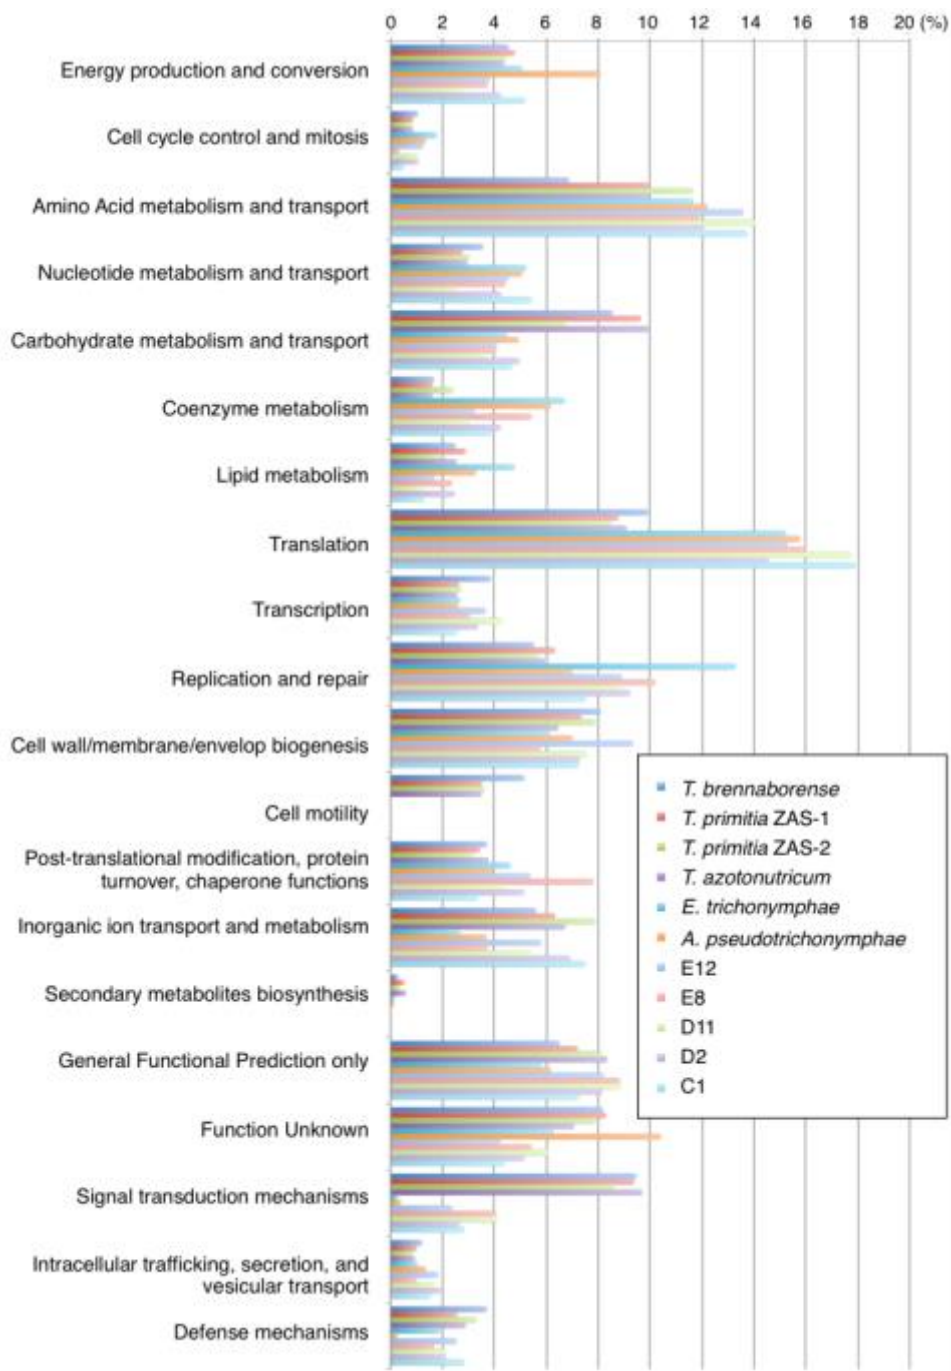 0 2 4 6 8 10 12 14 16 18 20 (%)
Energy production and conversion
Cell cycle control and mitosis
Amino Acid metabolism and transport
Nucleotide metabolism and transport
Carbohydrate metabolism and transport
Coenzyme metabolism
Lipid metabolism
Translation
Transcription
Replication and repair
Cell wall/membrane/envelop biogenesis
Cell motility
Post-translational modification, protein
turnover, chaperone functions
Inorganic ion transport and metabolism
Secondary metabolites biosynthesis
General Functional Prediction only
Function Unknown
Signal transduction mechanisms
Intracellular trafficking, secretion, and
vesicular transport
Defense mechanisms
T. brennaborense
T. primitia ZAS-1
T. primitia ZAS-2
T. azotonutricum
E. trichonymphae
A. pseudotrichonymphae
E12
E8
D11
D2
C1